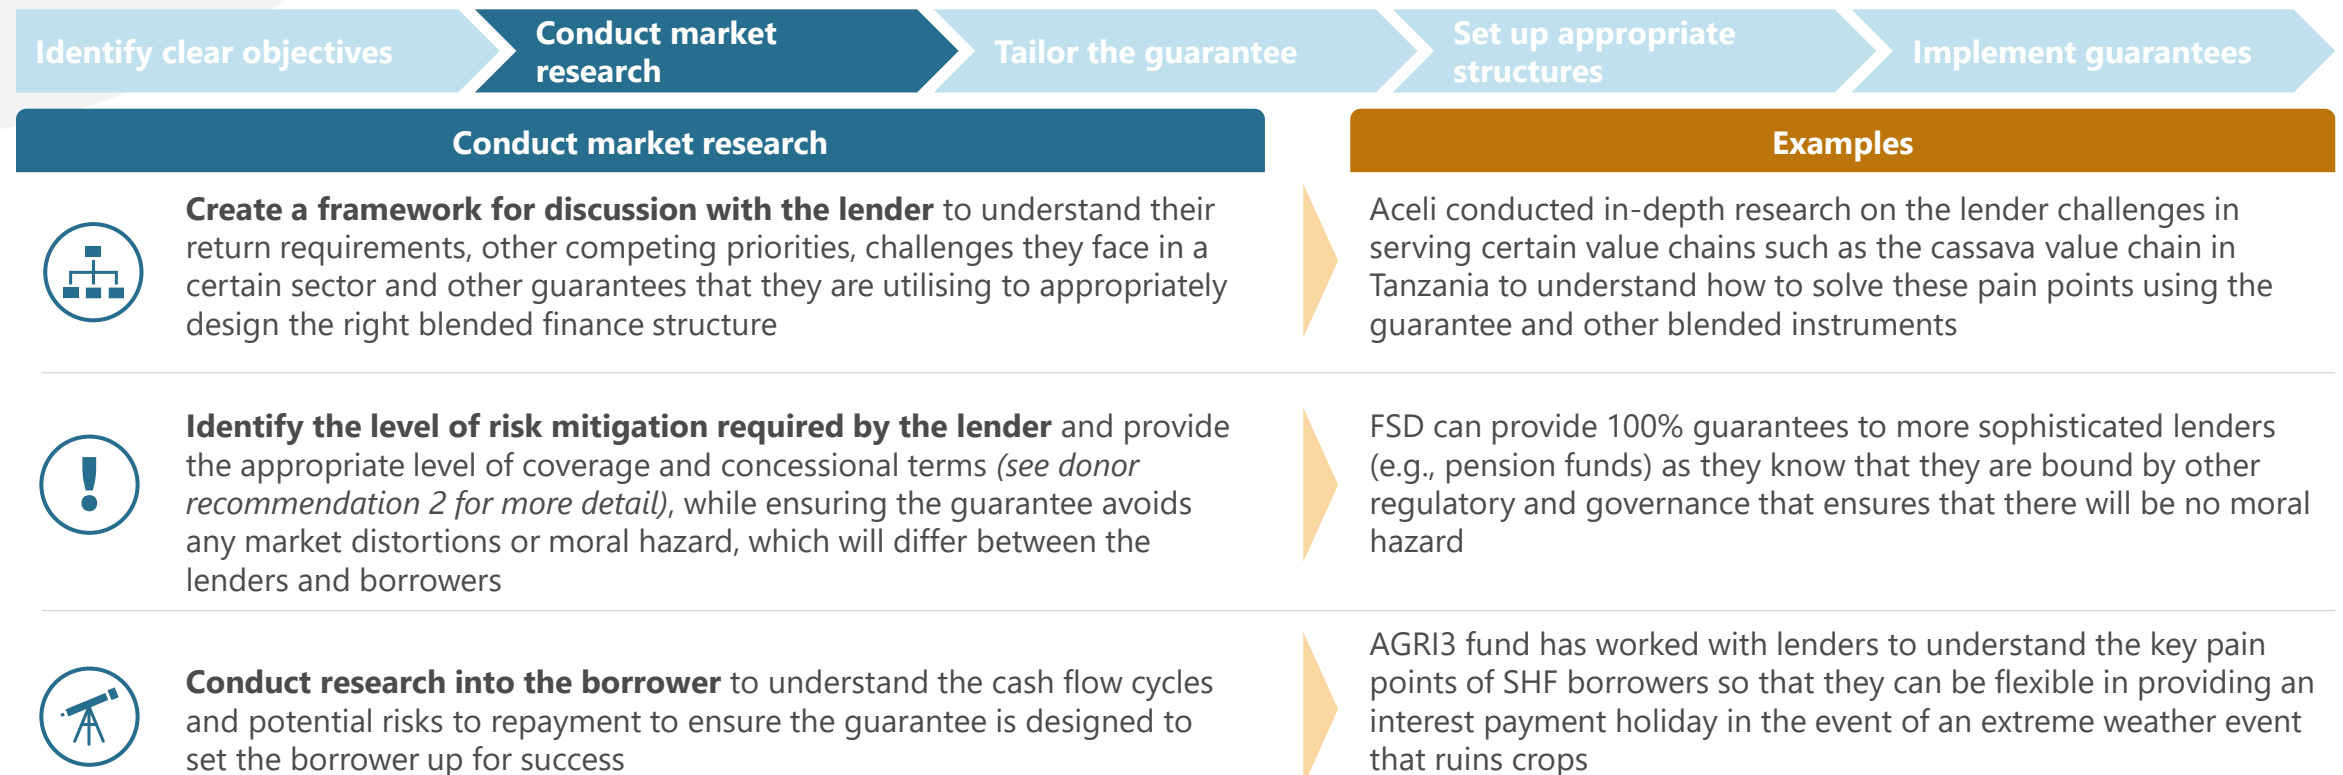 Identify clear objectives
Conduct market
research
Tailor the guarantee
Set up appropriate
structures
Implement guarantees
Conduct market research
Examples
Create a framework for discussion with the lender to understand their
return requirements, other competing priorities, challenges they face in a
certain sector and other guarantees that they are utilising to appropriately
design the right blended finance structure
Aceli conducted in-depth research on the lender challenges in
serving certain value chains such as the cassava value chain in
Tanzania to understand how to solve these pain points using the
guarantee and other blended instruments
Identify the level of risk mitigation required by the lender and provide
the appropriate level of coverage and concessional terms (see donor
recommendation 2 for more detail), while ensuring the guarantee avoids
any market distortions or moral hazard, which will differ between the
lenders and borrowers
FSD can provide 100% guarantees to more sophisticated lenders
(e.g., pension funds) as they know that they are bound by other
regulatory and governance that ensures that there will be no moral
hazard
Conduct research into the borrower to understand the cash flow cycles
and potential risks to repayment to ensure the guarantee is designed to
set the borrower up for success
AGRI3 fund has worked with lenders to understand the key pain
points of SHF borrowers so that they can be flexible in providing an
interest payment holiday in the event of an extreme weather event
that ruins crops